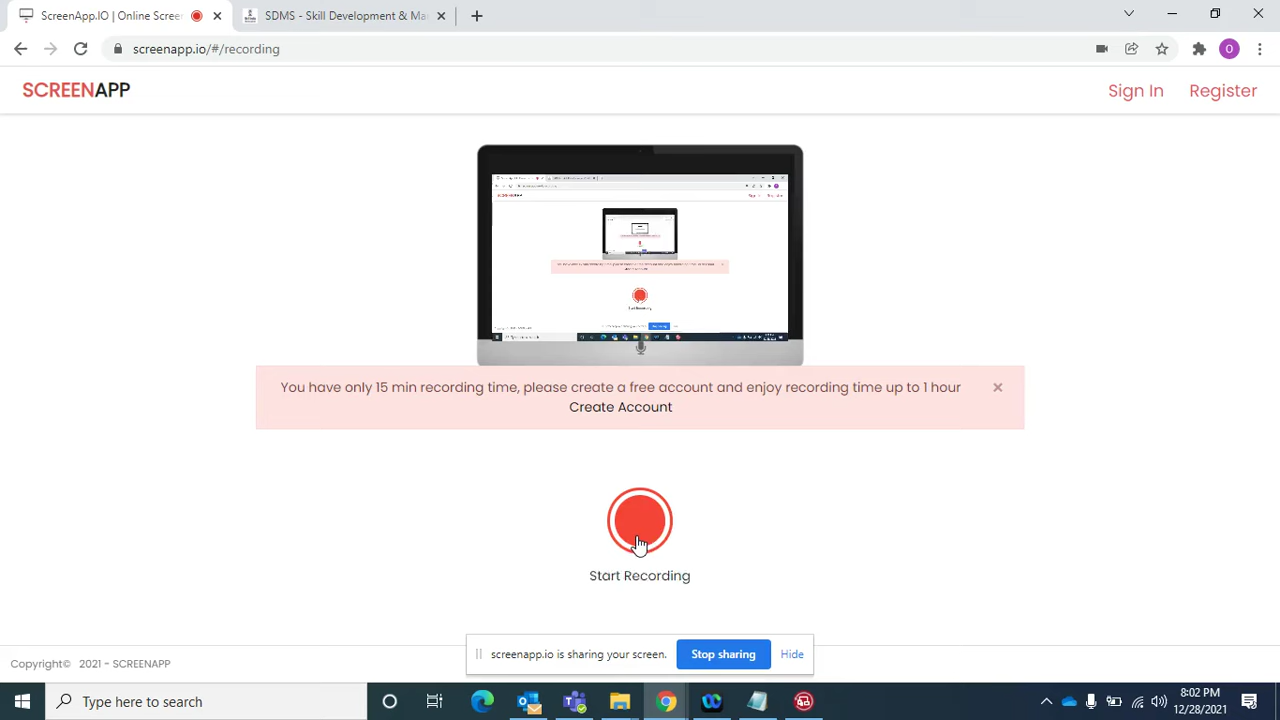 ScreenApp.IO | Online Scree
SDMS - Skill Development & Ma
screenapp.io/#/recording
O
SCREENAPP
Sign In
Register
You have only 15 min recording time, please create a free account and enjoy recording time up to 1 hour
Create Account
Start Recording
screenapp.io is sharing your screen.
Stop sharing
Hide
Copyright© 2021 - SCREENAPP
Type here to search
8:02 PM
12/28/2021